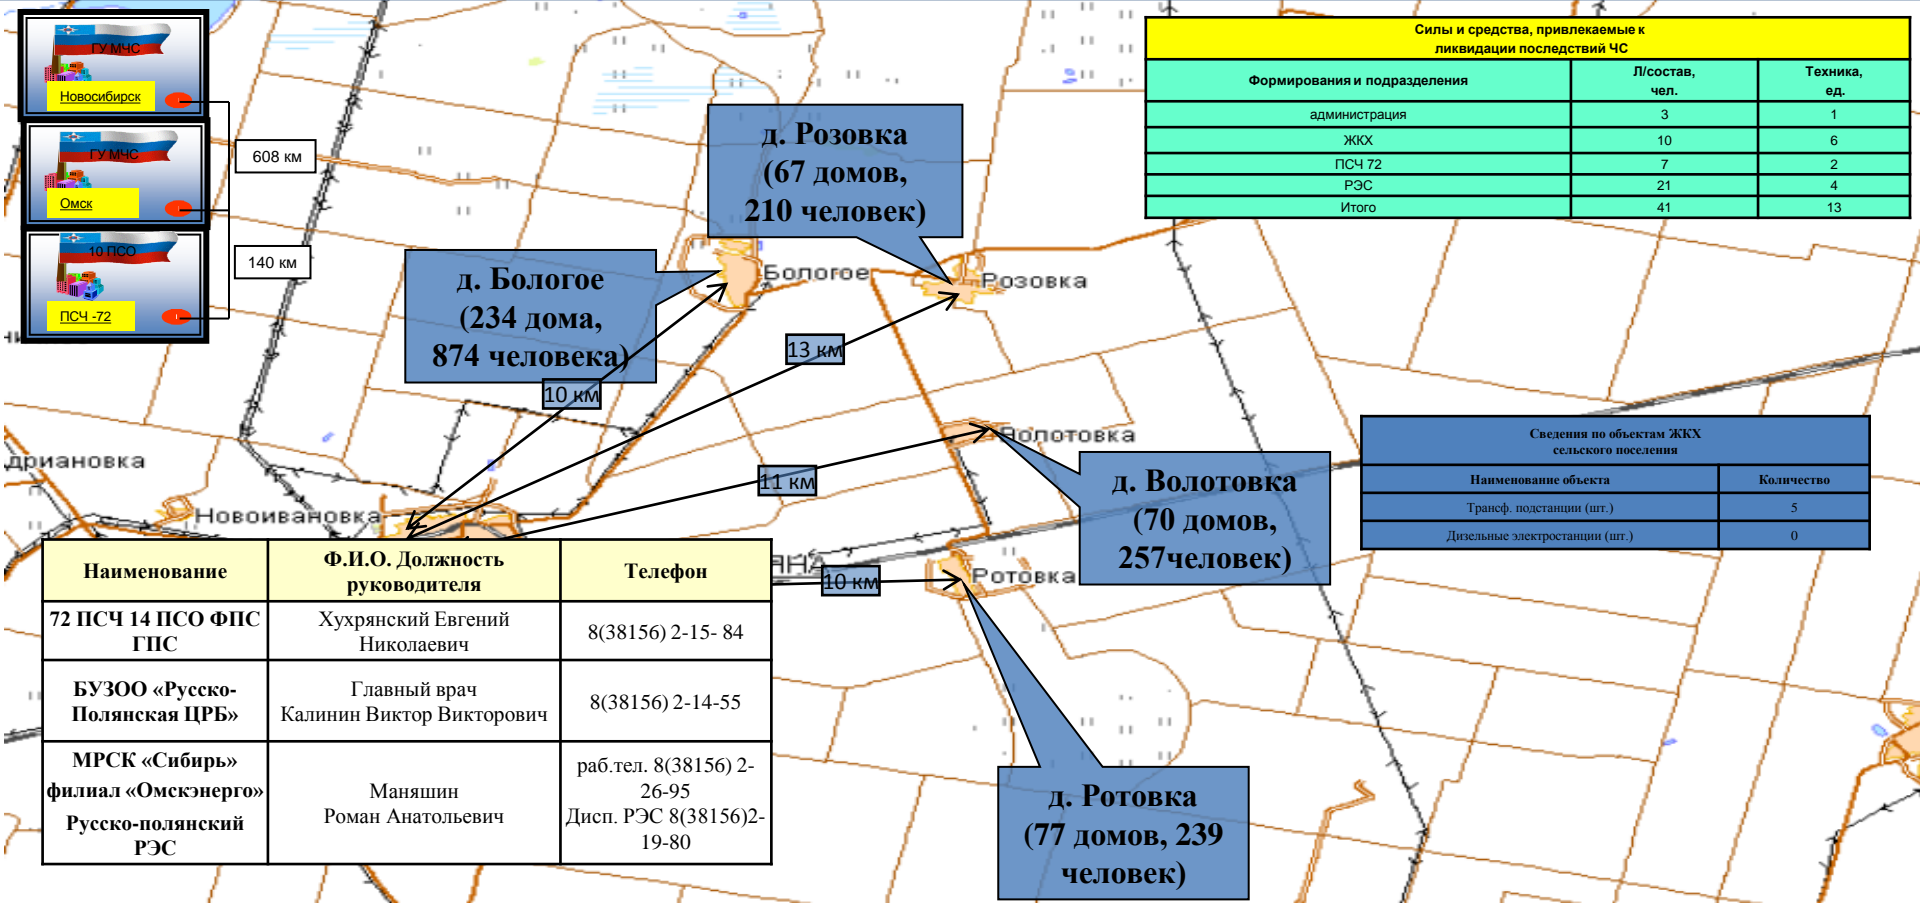 ГУ МЧС
Новосибирск
ГУ МЧС
Омск
10 ПСО
ПСЧ -72
608 км
140 км
Силы и средства, привлекаемые к
ликвидации последствий ЧС
Формирования и подразделения
Л/состав,
чел.
Техника,
ед.
администрация 3 1
ЖКХ 10 6
ПСЧ 72 7 2
РЭС 21 4
Итого 41 13
д. Розовка
(67 домов,
210 человек)
д. Бологое
(234 дома,
874 человека)
Бологое
Розовка
13 км
10 км
11 км
10 км
Волотовка
д. Волотовка
(70 домов,
257человек)
Сведения по объектам ЖКХ
сельского поселения
Наименование объекта Количество
Трансф. подстанции (шт.) 5
Дизельные электростанции (шт.) 0
дриановка
Новоивановка
ЯНА
Ротовка
д. Ротовка
(77 домов, 239
человек)
Наименование
Ф.И.О. Должность
руководителя
Телефон
72 ПСЧ 14 ПСО ФПС
ГПС
Хухрянский Евгений
Николаевич
8(38156) 2-15- 84
БУЗОО «Русско-
Полянская ЦРБ»
Главный врач
Калинин Виктор Викторович
8(38156) 2-14-55
МРСК «Сибирь»
филиал «Омскэнерго»
Русско-полянский
РЭС
Маняшин
Роман Анатольевич
раб.тел. 8(38156) 2-
26-95
Дисп. РЭС 8(38156)2-
19-80